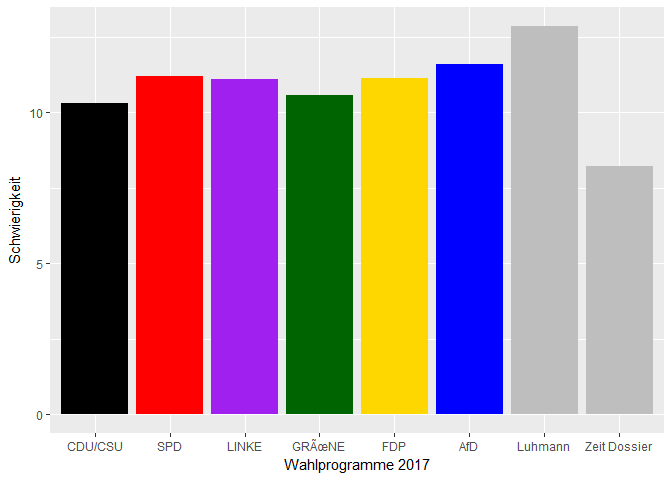 Schwierigkeit
10
5
0
CDU/CSU SPD LINKE GRÃœNE FDP AfD Luhmann Zeit Dossier
Wahlprogramme 2017